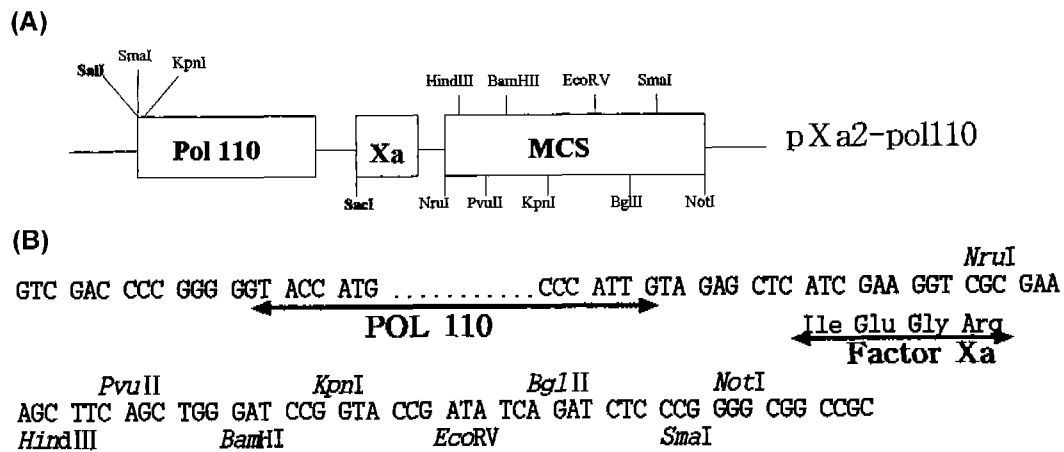 (A)
SalI SmaI KpnI
HindIII BamHII EcoRV SmaI
Pol 110 Xa MCS pXa2-pol110
SacI NruI PvuII KpnI BglII NotI
(B)
NruI
GTC GAC CCC GGG GGT ACC ATG ........... CCC ATT GTA GAG CTC ATC GAA GGT CGC GAA
POL 110
Ile Glu Gly Arg
Factor Xa
PvuII KpnI BglII NotI
AGC TTC AGC TGG GAT CCG GTA CCG ATA TCA GAT CTC CCG GGG CGG CCGC
HindIII BamHI EcoRV SmaI